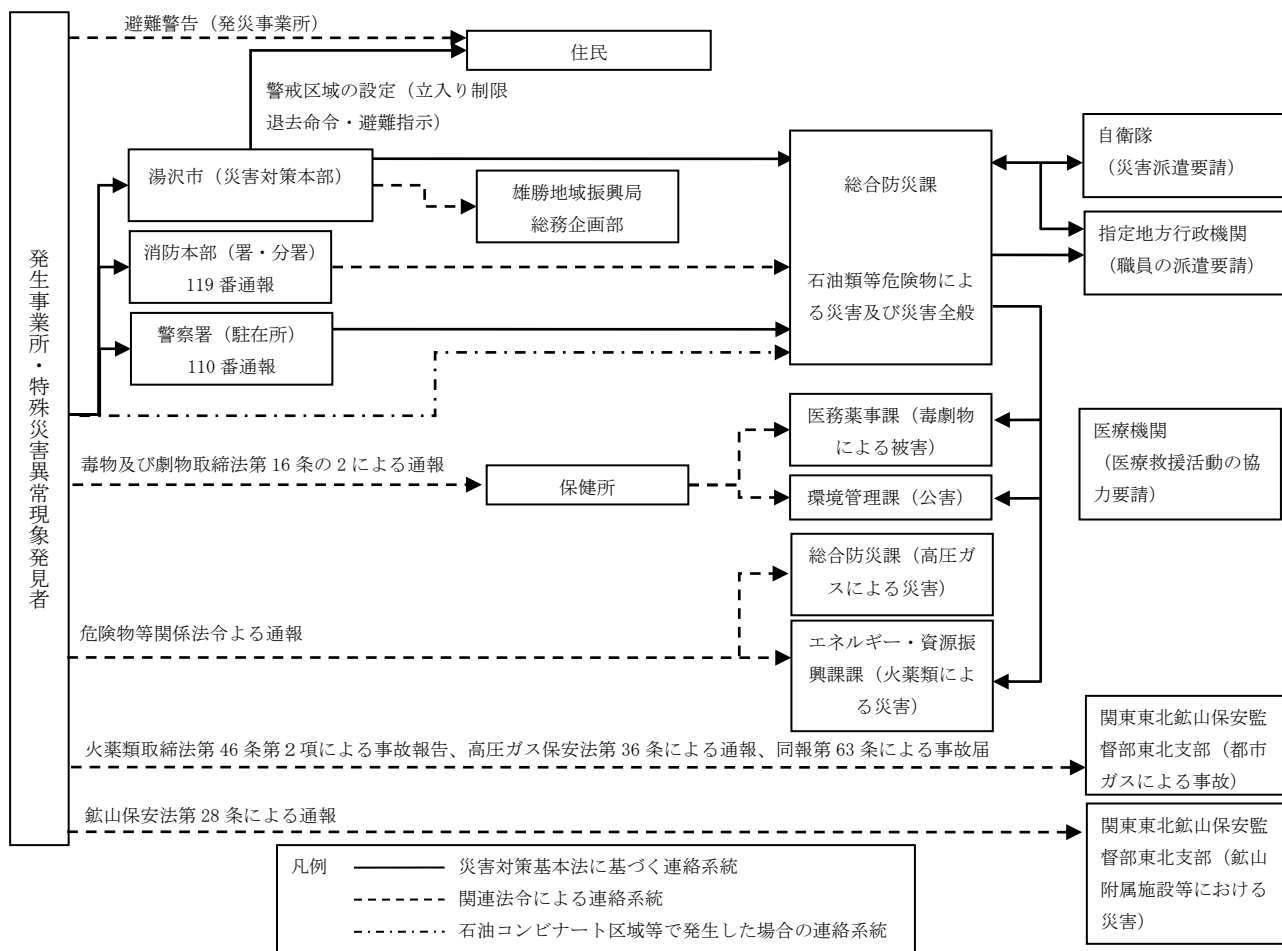 避難警告（発災事業所）
住民
警戒区域の設定（立入り制限
退去命令・避難指示）
湯沢市（災害対策本部）
雄勝地域振興局
総務企画部
消防本部（署・分署）
119 番通報
警察署（駐在所）
110 番通報
発生事業所・特殊災害異常現象発見者
総合防災課
石油類等危険物に
よる災害及び災害全般
自衛隊
（災害派遣要請）
指定地方行政機関
（職員の派遣要請）
医務薬事課（毒劇物
による被害）
医療機関
（医療救援活動の協
力要請）
毒物及び劇物取締法第 16 条の 2 による通報
保健所
環境管理課（公害）
総合防災課（高圧ガ
スによる災害）
危険物等関係法令よる通報
エネルギー・資源振
興課課（火薬類によ
る災害）
火薬類取締法第 46 条第２項による事故報告、高圧ガス保安法第 36 条による通報、同報第 63 条による事故届
関東東北鉱山保安監
督部東北支部（都市
ガスによる事故）
鉱山保安法第 28 条による通報
関東東北鉱山保安監
督部東北支部（鉱山
附属施設等における
災害）
凡例
災害対策基本法に基づく連絡系統
関連法令による連絡系統
石油コンビナート区域等で発生した場合の連絡系統